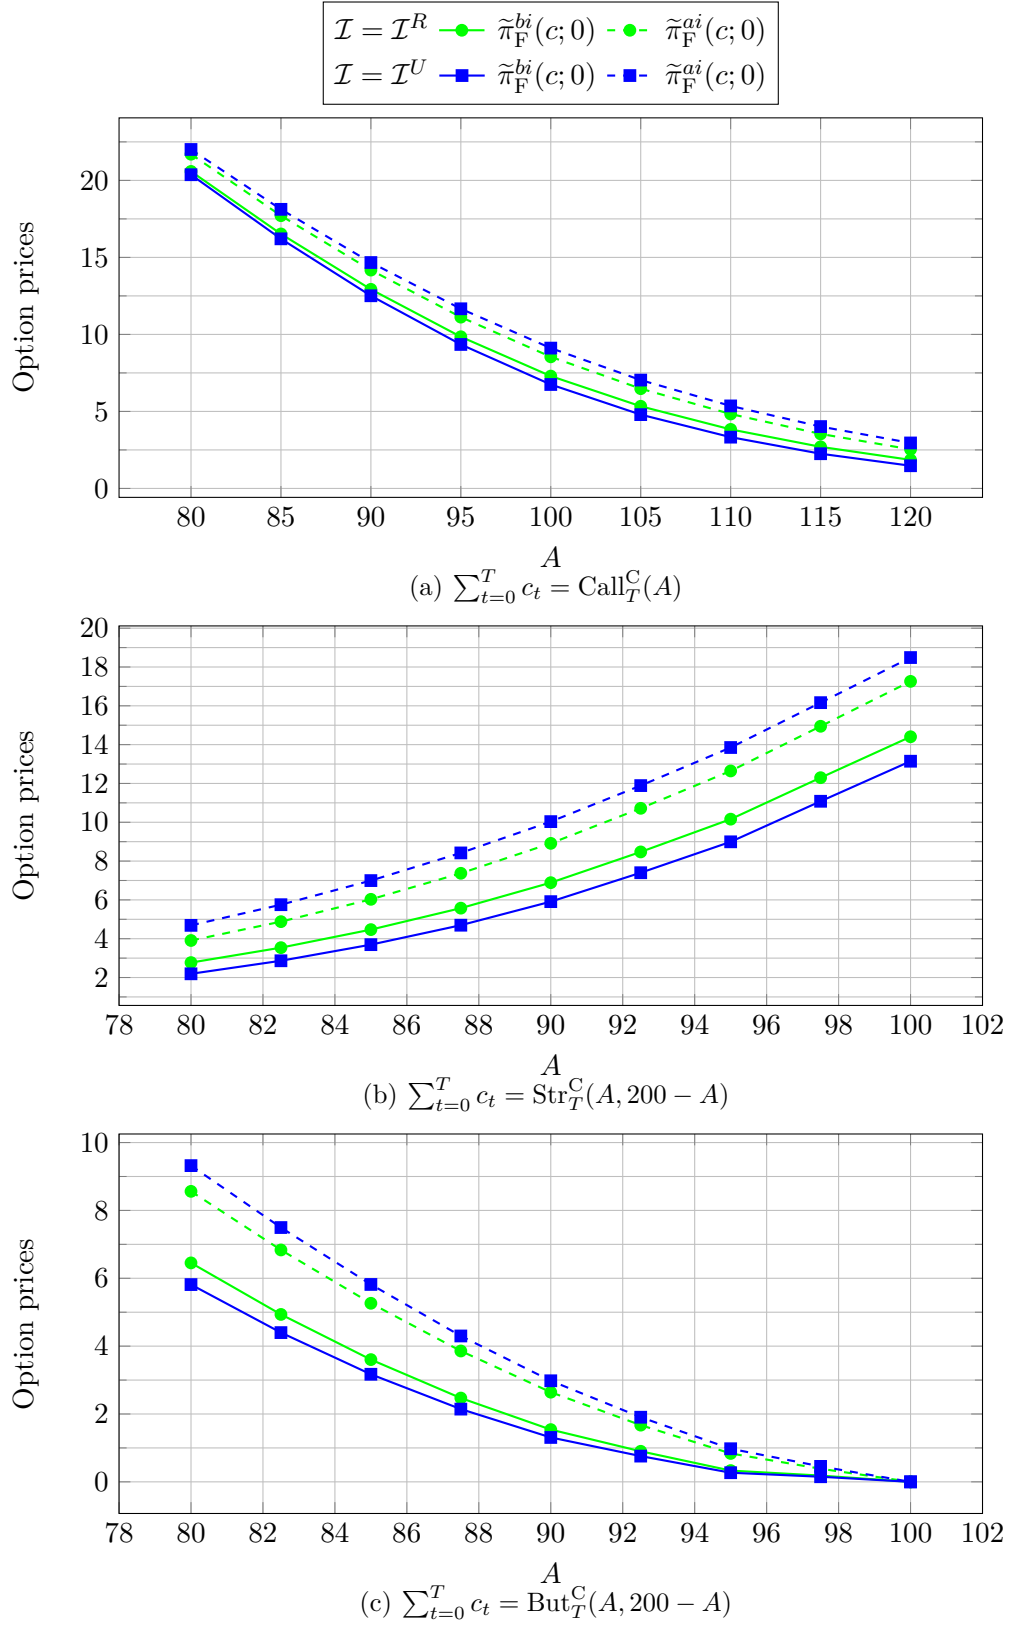 ℐ = ℐ^R π̃_F^{bi}(c; 0) π̃_F^{ai}(c; 0)
ℐ = ℐ^U π̃_F^{bi}(c; 0) π̃_F^{ai}(c; 0)
Option prices
20
15
10
5
0
80 85 90 95 100 105 110 115 120
A
(a) ∑_{t=0}^T c_t = Call_T^C(A)
Option prices
20
18
16
14
12
10
8
6
4
2
78 80 82 84 86 88 90 92 94 96 98 100 102
A
(b) ∑_{t=0}^T c_t = Str_T^C(A, 200 − A)
Option prices
10
8
6
4
2
0
78 80 82 84 86 88 90 92 94 96 98 100 102
A
(c) ∑_{t=0}^T c_t = But_T^C(A, 200 − A)